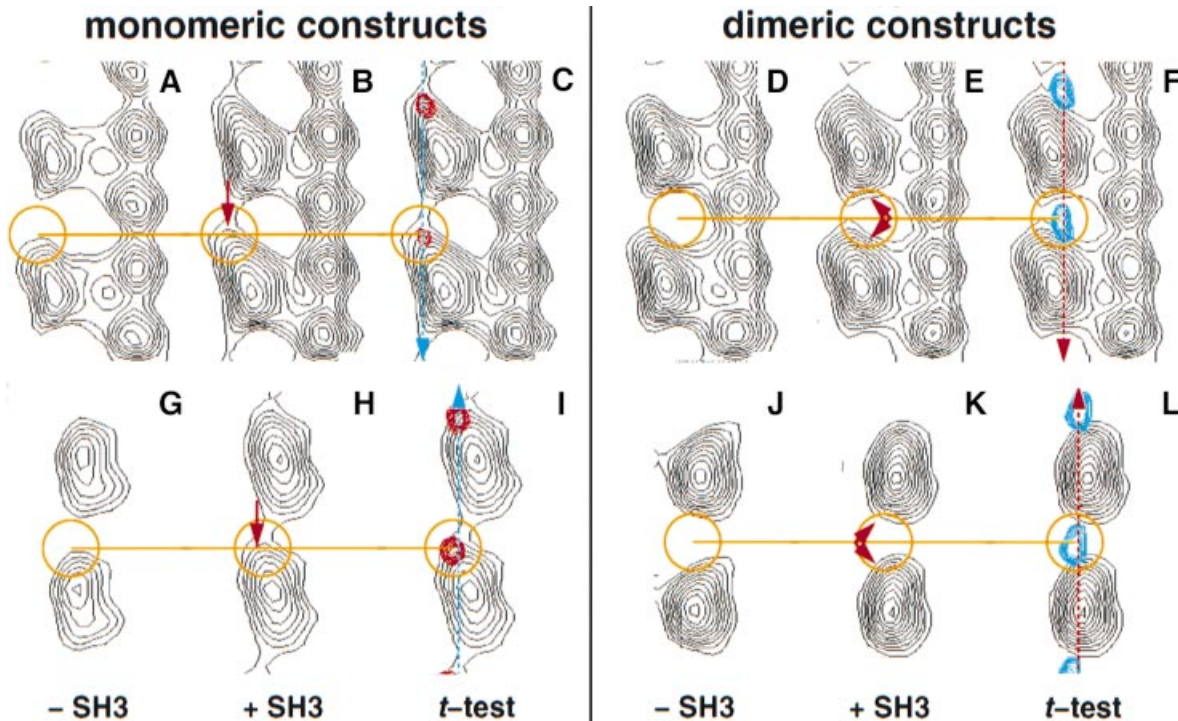 monomeric constructs
dimeric constructs
A B C
D E F
G H I
J K L
– SH3 + SH3 t–test
– SH3 + SH3 t–test